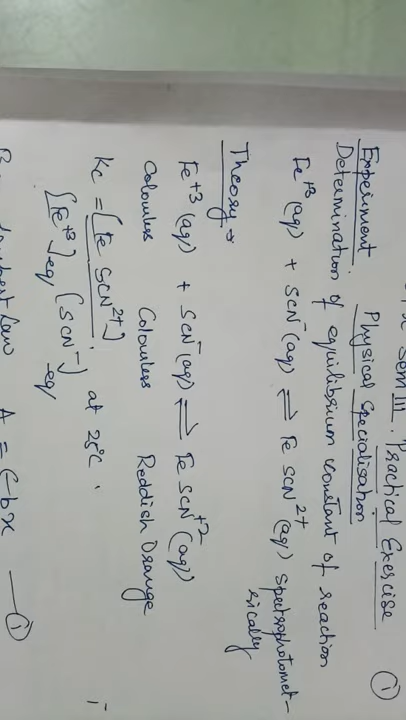 Sem III. Practical Exercise
①
Experiment Physical Specialisation
Determination of equilibrium constant of reaction
Fe⁺³(aq) + SCN⁻(aq) ⇌ Fe SCN²⁺(aq) spectrophotomet-
rically
Theory →
Fe⁺³(aq) + SCN⁻(aq) ⇌ Fe SCN⁺²(aq)
Colourless Colourless Reddish Orange
Kc = [Fe SCN²⁺]
[Fe⁺³]eq [SCN⁻]eq at 25°C.
Law A = ϵbx — ①